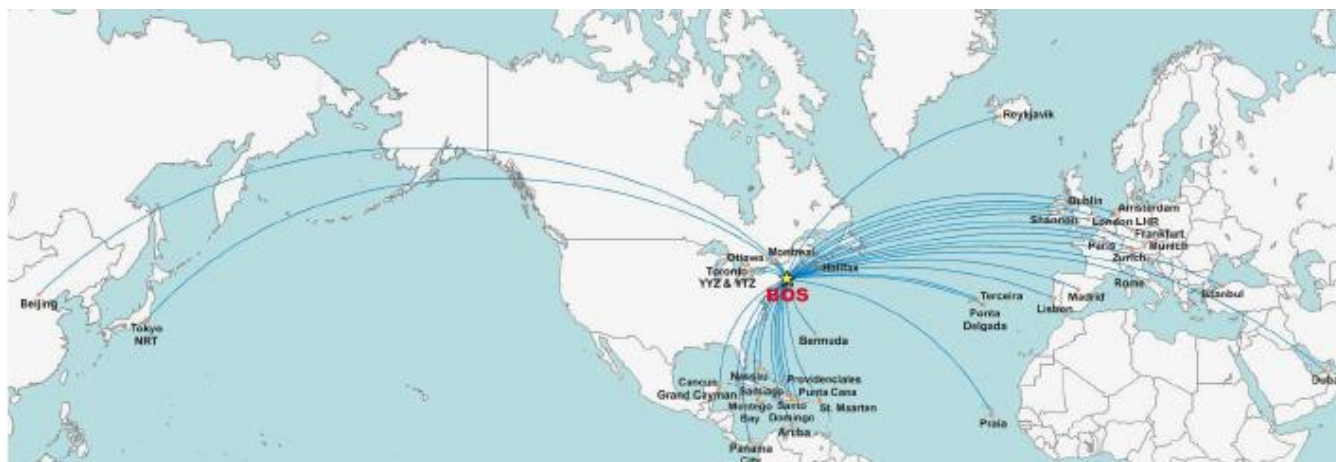 Reykjavik
Dublin
Shannon
Amsterdam
London LHR
Frankfurt
Paris
Munich
Zurich
Ottawa
Montreal
Halifax
Toronto
YYZ & YTZ
BOS
Beijing
Tokyo
NRT
Rome
Istanbul
Madrid
Lisbon
Terceira
Ponta
Delgada
Bermuda
Dubai
Nassau
Providenciales
Cancun
Santiago
Punta Cana
Grand Cayman
Montego
Bay
Santo
Domingo
St. Maarten
Praia
Aruba
Panama
City